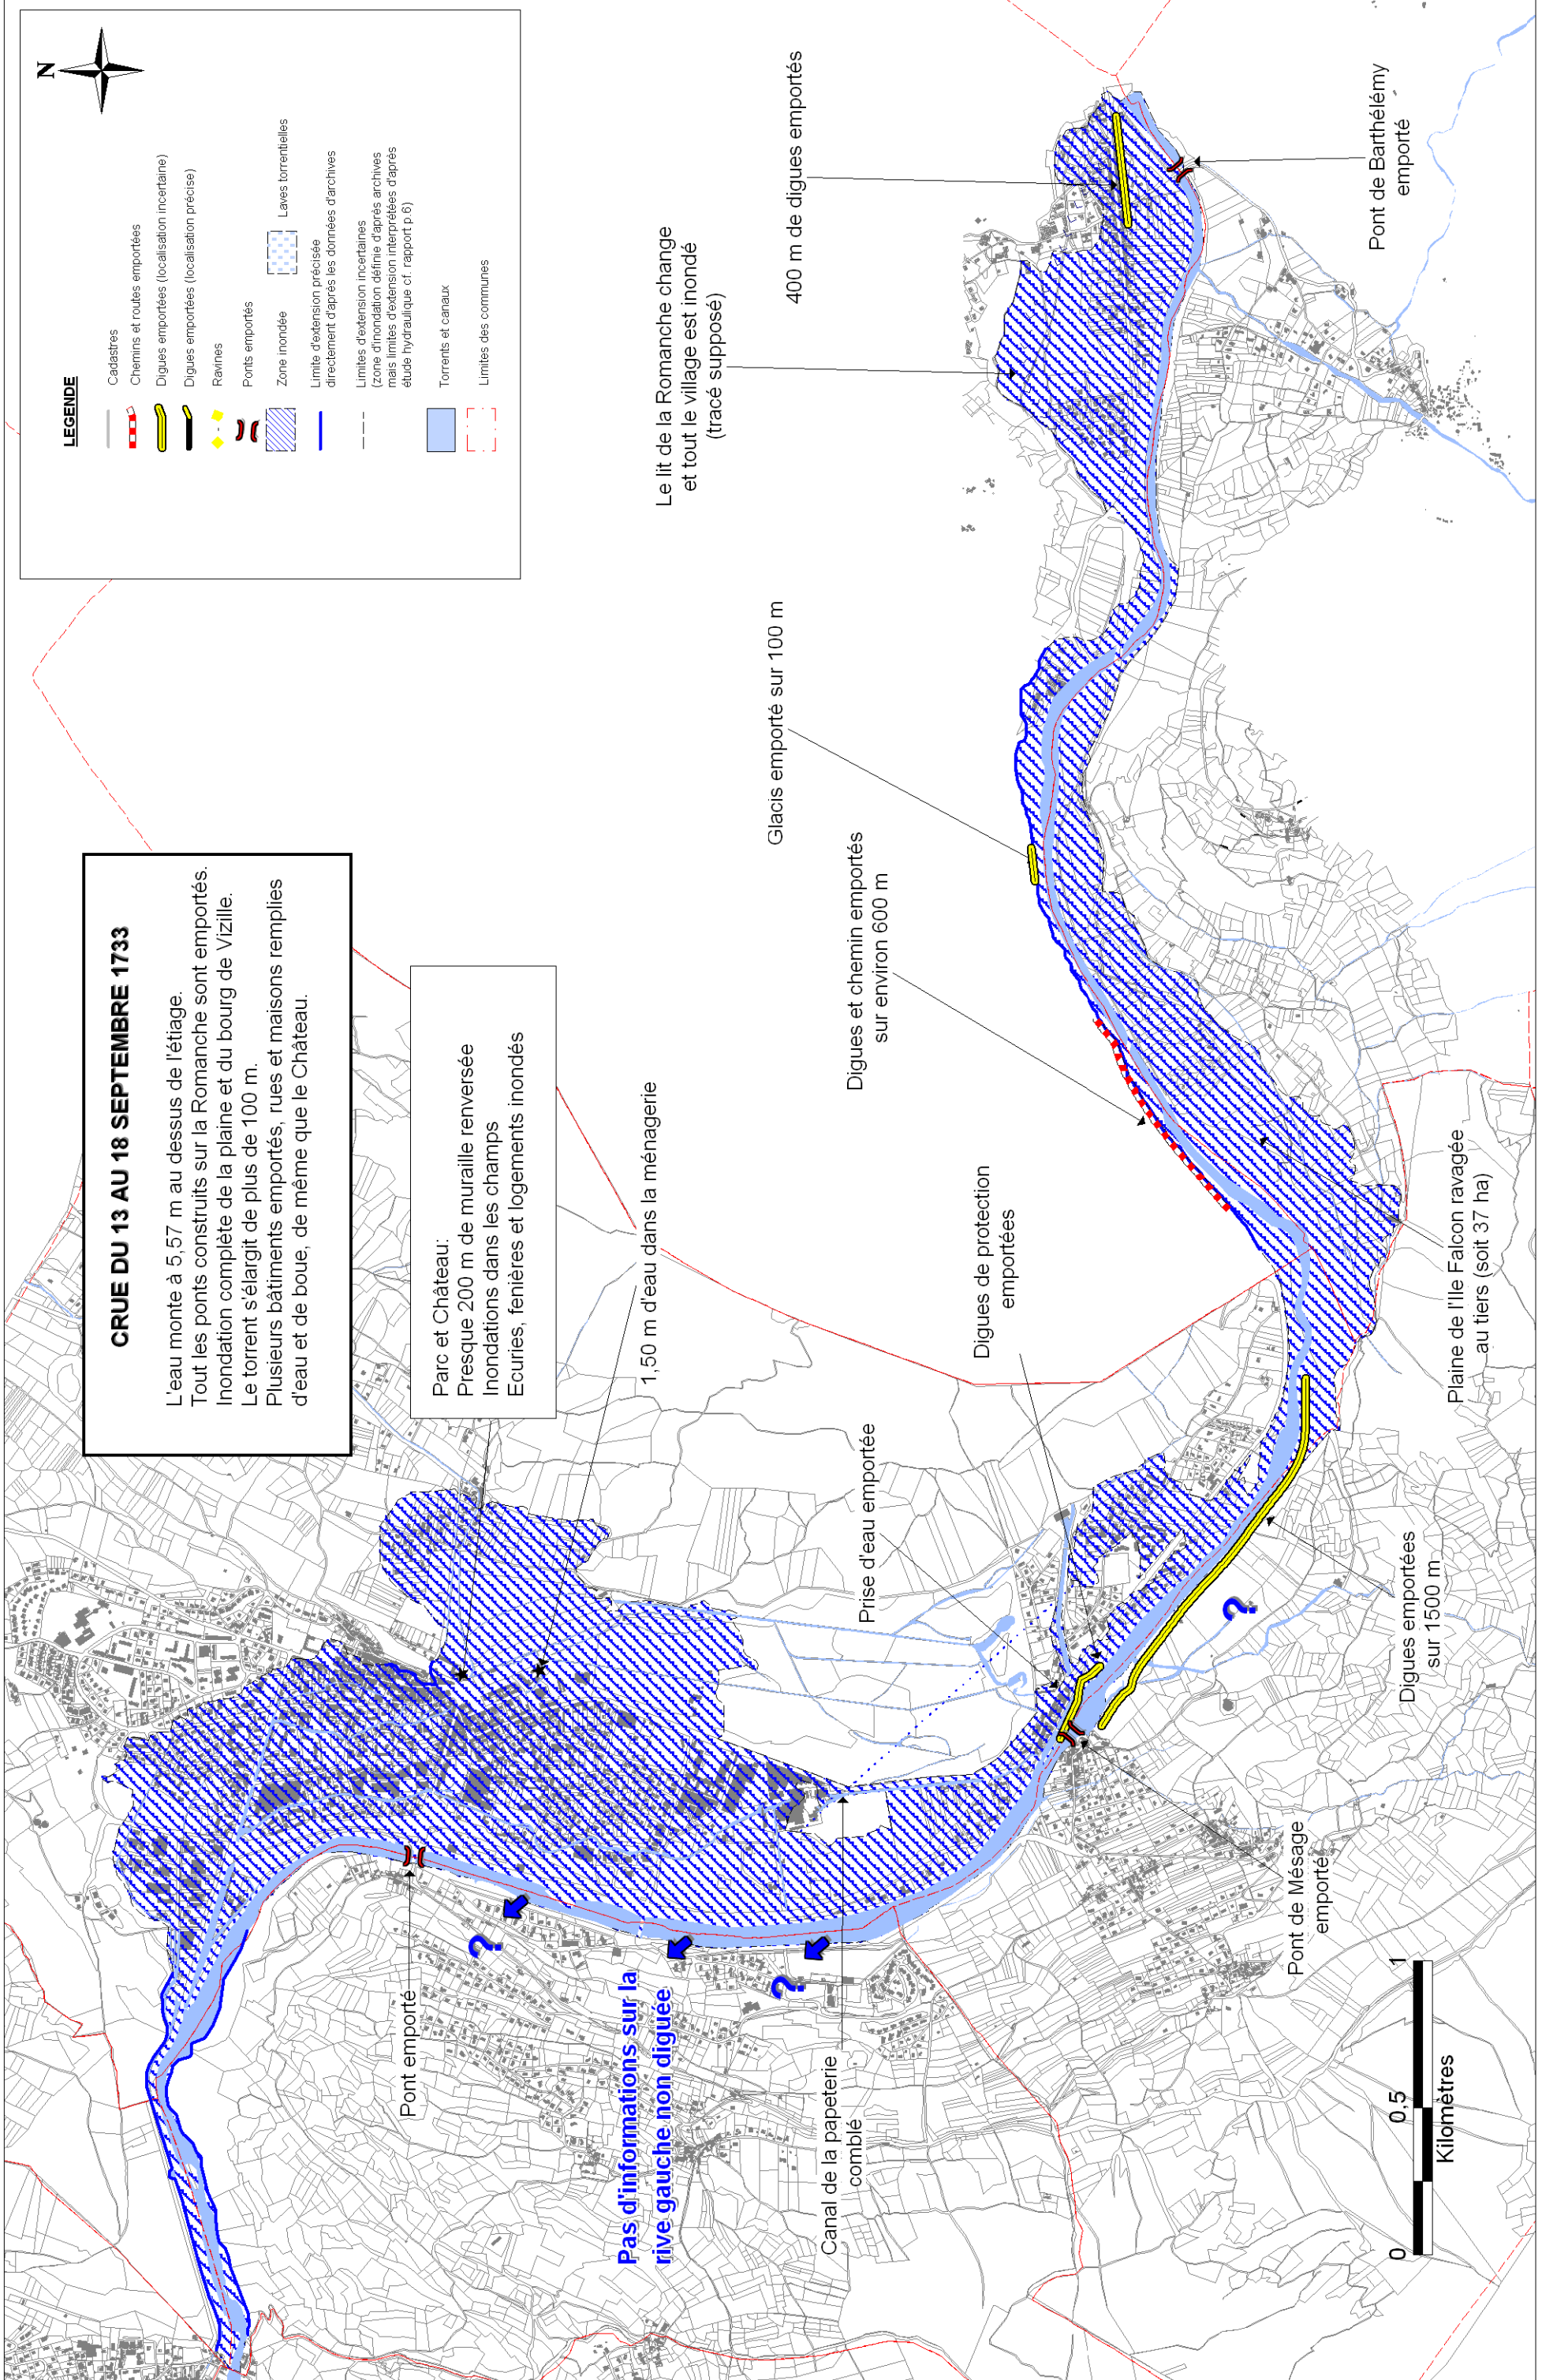 CRUE DU 13 AU 18 SEPTEMBRE 1733
L'eau monte à 5,57 m au dessus de l'étiage.
Tout les ponts construits sur la Romanche sont emportés.
Inondation complète de la plaine et du bourg de Vizille.
Le torrent s'élargit de plus de 100 m.
Plusieurs bâtiments emportés, rues et maisons remplies
d'eau et de boue, de même que le Château.
Parc et Château:
Presque 200 m de muraille renversée
Inondations dans les champs
Ecuries, fenières et logements inondés
1,50 m d'eau dans la ménagerie
LEGENDE
Cadastres
Chemins et routes emportées
Digues emportées (localisation incertaine)
Digues emportées (localisation précise)
Ravines
Ponts emportés
Zone inondée
Laves torrentielles
Limite d'extension précisée
directement d'après les données d'archives
Limites d'extension incertaines
(zone d'inondation définie d'après archives
mais limites d'extension interprétées d'après
étude hydraulique cf. rapport p.6)
Torrents et canaux
Limites des communes
N
Pont emporté
?
Pas d'informations sur la
rive gauche non diguée
?
Canal de la papeterie
comblé
Prise d'eau emportée
Digues de protection
emportées
Digues et chemin emportés
sur environ 600 m
Glacis emporté sur 100 m
Le lit de la Romanche change
et tout le village est inondé
(tracé supposé)
400 m de digues emportés
Pont de Barthélémy
emporté
Plaine de l'Ile Falcon ravagée
au tiers (soit 37 ha)
Digues emportées
sur 1500 m
?
Pont de Mésage
emporté
0
0,5
1
Kilomètres